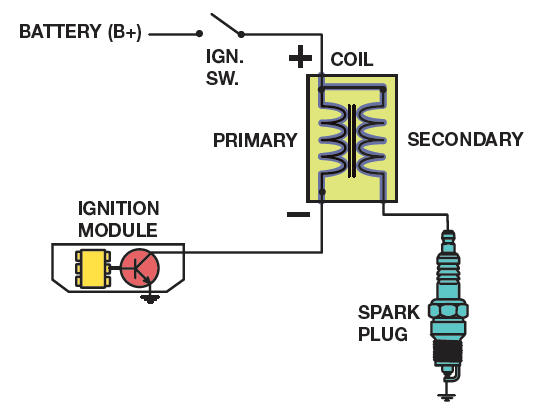 BATTERY (B+)
IGN.
SW.
+
COIL
PRIMARY
SECONDARY
−
IGNITION
MODULE
SPARK
PLUG